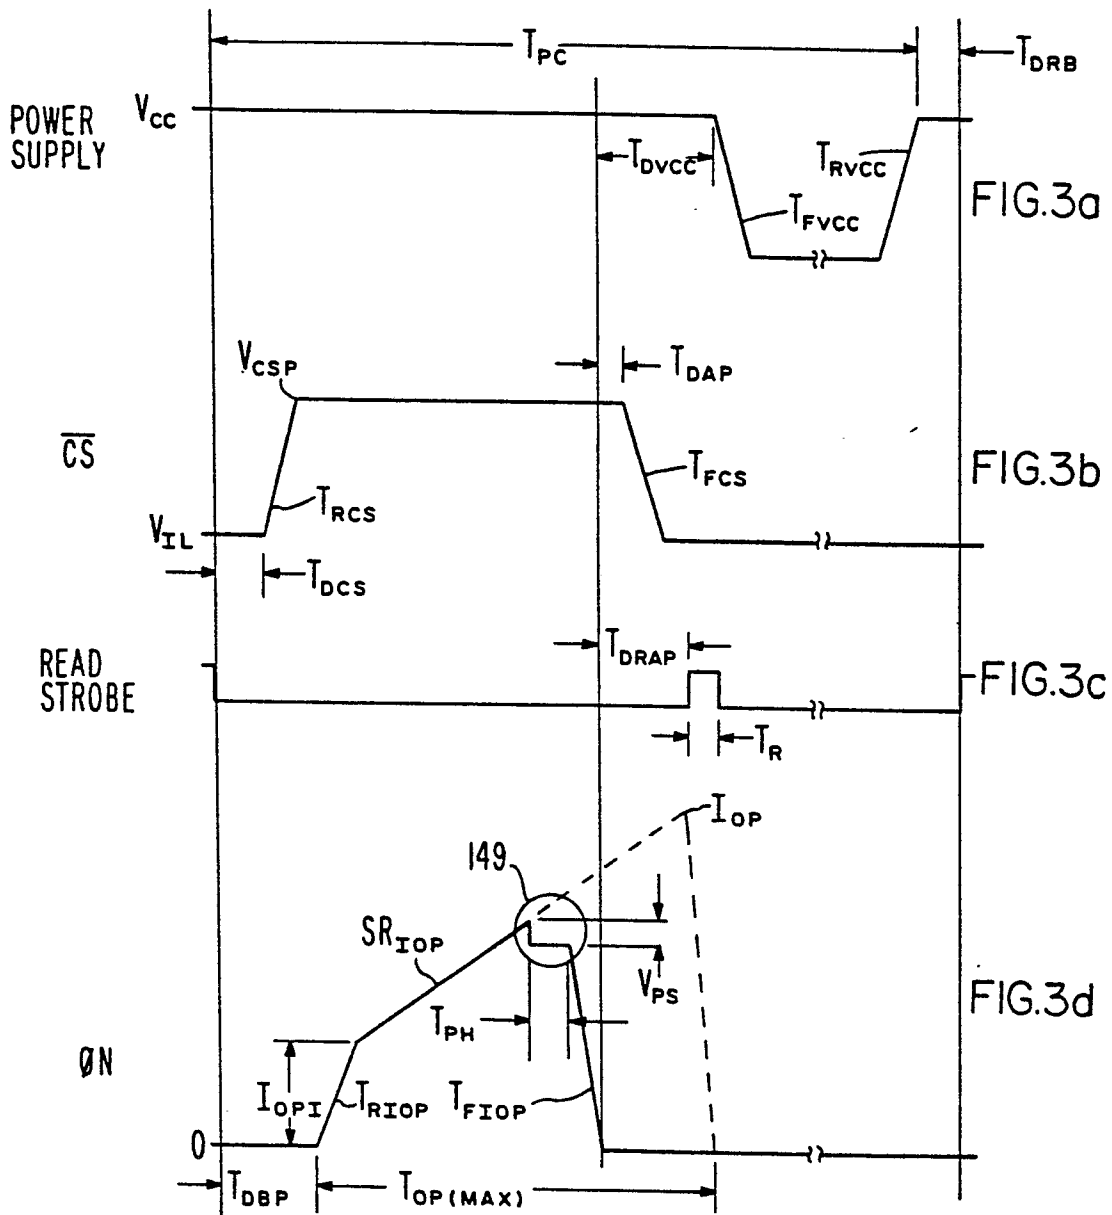 T_PC
T_DRB
POWER
SUPPLY
V_CC
T_DVCC
T_RVCC
T_FVCC
FIG.3a
V_CSP
T_DAP
C̅S̅
T_RCS
T_FCS
FIG.3b
V_IL
T_DCS
READ
STROBE
T_DRAP
FIG.3c
T_R
I_OP
149
SR_IOP
V_PS
T_PH
FIG.3d
ØN
I_OPI
T_RIOP
T_FIOP
0
T_DBP
T_OP(MAX)